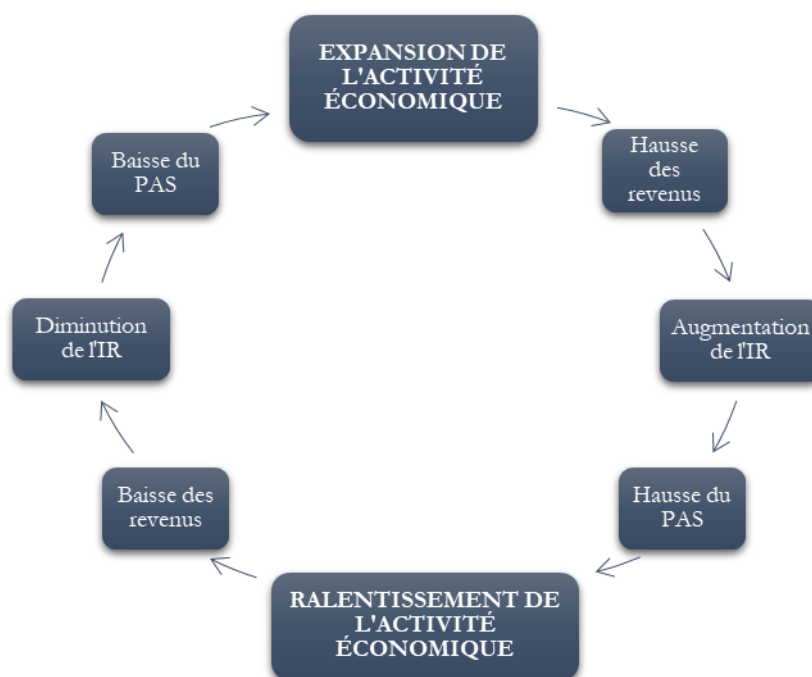 EXPANSION DE
L'ACTIVITÉ
ÉCONOMIQUE
Hausse
des
revenus
Augmentation
de l'IR
Hausse du
PAS
RALENTISSEMENT DE
L'ACTIVITÉ
ÉCONOMIQUE
Baisse des
revenus
Diminution
de l'IR
Baisse du
PAS